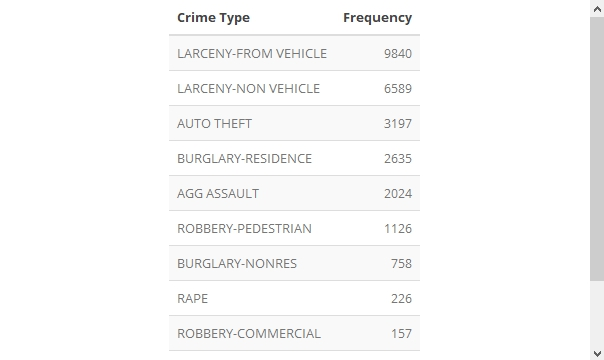 Crime Type Frequency
LARCENY-FROM VEHICLE 9840
LARCENY-NON VEHICLE 6589
AUTO THEFT 3197
BURGLARY-RESIDENCE 2635
AGG ASSAULT 2024
ROBBERY-PEDESTRIAN 1126
BURGLARY-NONRES 758
RAPE 226
ROBBERY-COMMERCIAL 157